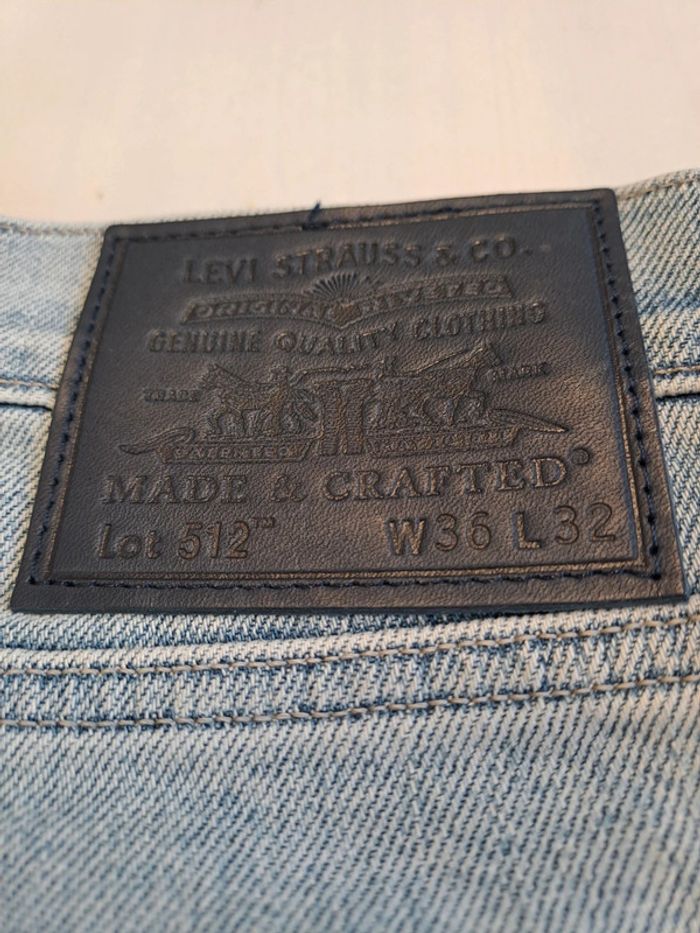 LEVI STRAUSS & CO.
ORIGINAL RIVETED
GENUINE QUALITY CLOTHING
TRADE MARK
PATENTED
MADE & CRAFTED®
Lot 512™ W36 L32